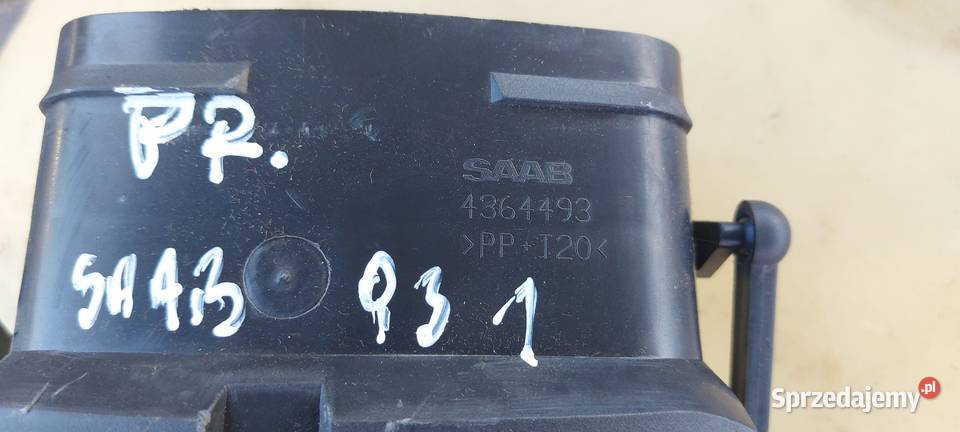 PR.
SAAB
4364493
>PP+T20<
SAAB 93 1
Sprzedajemy.pl